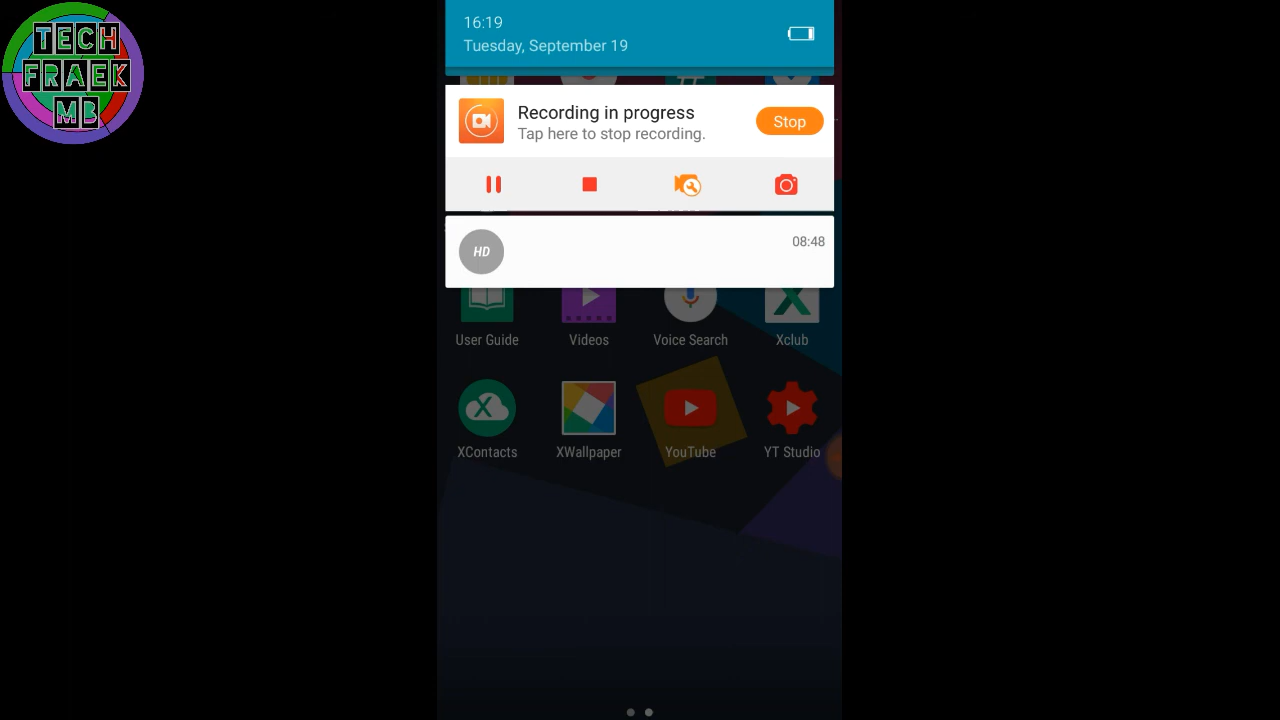 TECH
FRAEK
MB
16:19
Tuesday, September 19
Recording in progress
Tap here to stop recording.
Stop
HD
08:48
User Guide
Videos
Voice Search
Xclub
XContacts
XWallpaper
YouTube
YT Studio